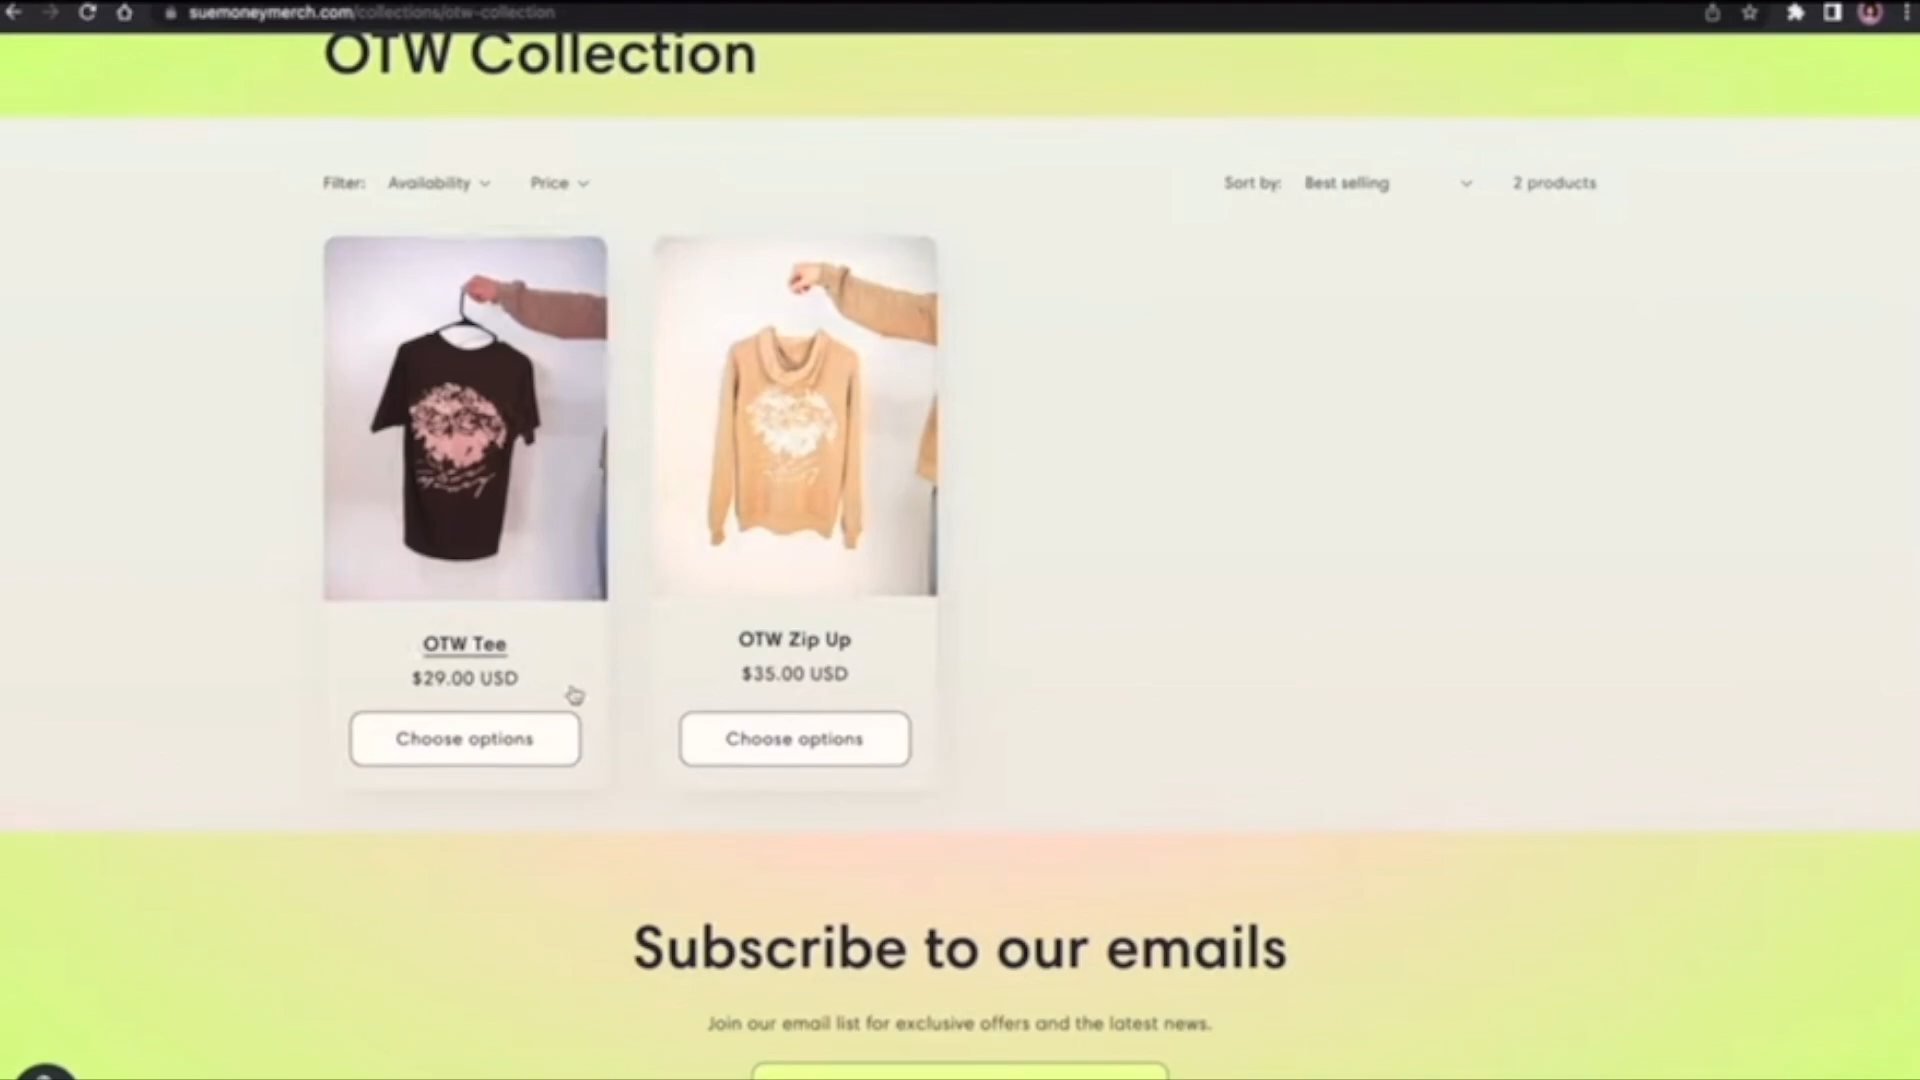 suemoneymerch.com/collections/otw-collection
OTW Collection
Filter: Availability Price Sort by: Best selling 2 products
OTW Tee
$29.00 USD
Choose options
OTW Zip Up
$35.00 USD
Choose options
Subscribe to our emails
Join our email list for exclusive offers and the latest news.